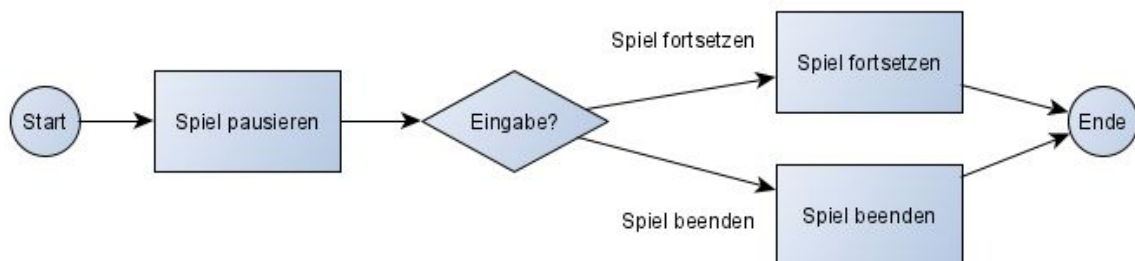 Start
Spiel pausieren
Eingabe?
Spiel fortsetzen
Spiel fortsetzen
Spiel beenden
Spiel beenden
Ende